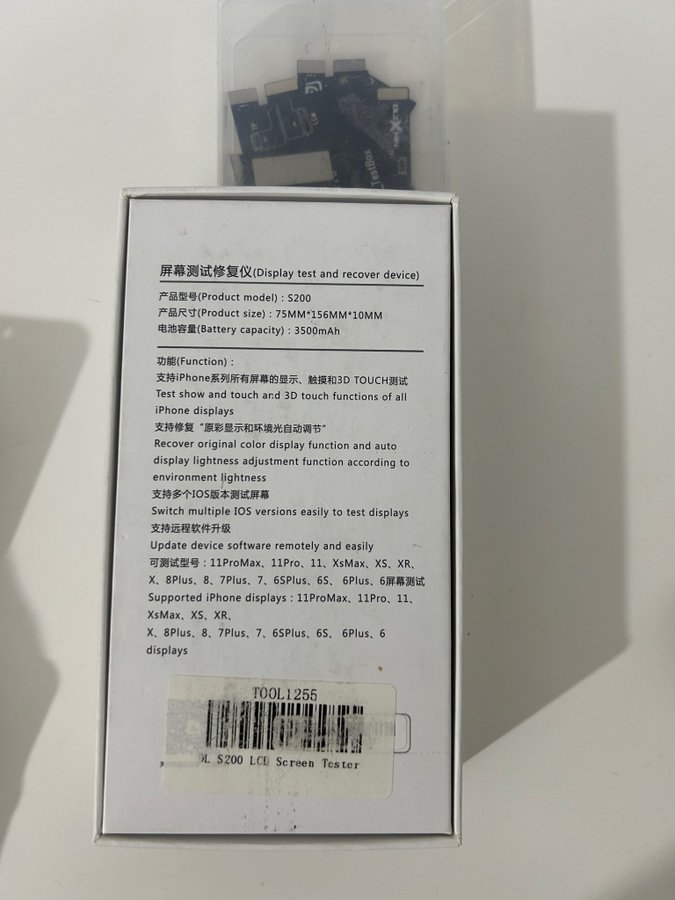 TestBox
屏幕测试修复仪(Display test and recover device)
产品型号(Product model) : S200
产品尺寸(Product size) : 75MM*156MM*10MM
电池容量(Battery capacity) : 3500mAh
功能(Function) :
支持iPhone系列所有屏幕的显示、触摸和3D TOUCH测试
Test show and touch and 3D touch functions of all
iPhone displays
支持修复“原彩显示和环境光自动调节”
Recover original color display function and auto
display lightness adjustment function according to
environment lightness
支持多个IOS版本测试屏幕
Switch multiple IOS versions easily to test displays
支持远程软件升级
Update device software remotely and easily
可测试型号 : 11ProMax、11Pro、11、XsMax、XS、XR、
X、8Plus、8、7Plus、7、6SPlus、6S、 6Plus、6屏幕测试
Supported iPhone displays : 11ProMax、11Pro、11、
XsMax、XS、XR、
X、8Plus、8、7Plus、7、6SPlus、6S、 6Plus、6
displays
TOOL1255
S200 LCD Screen Tester